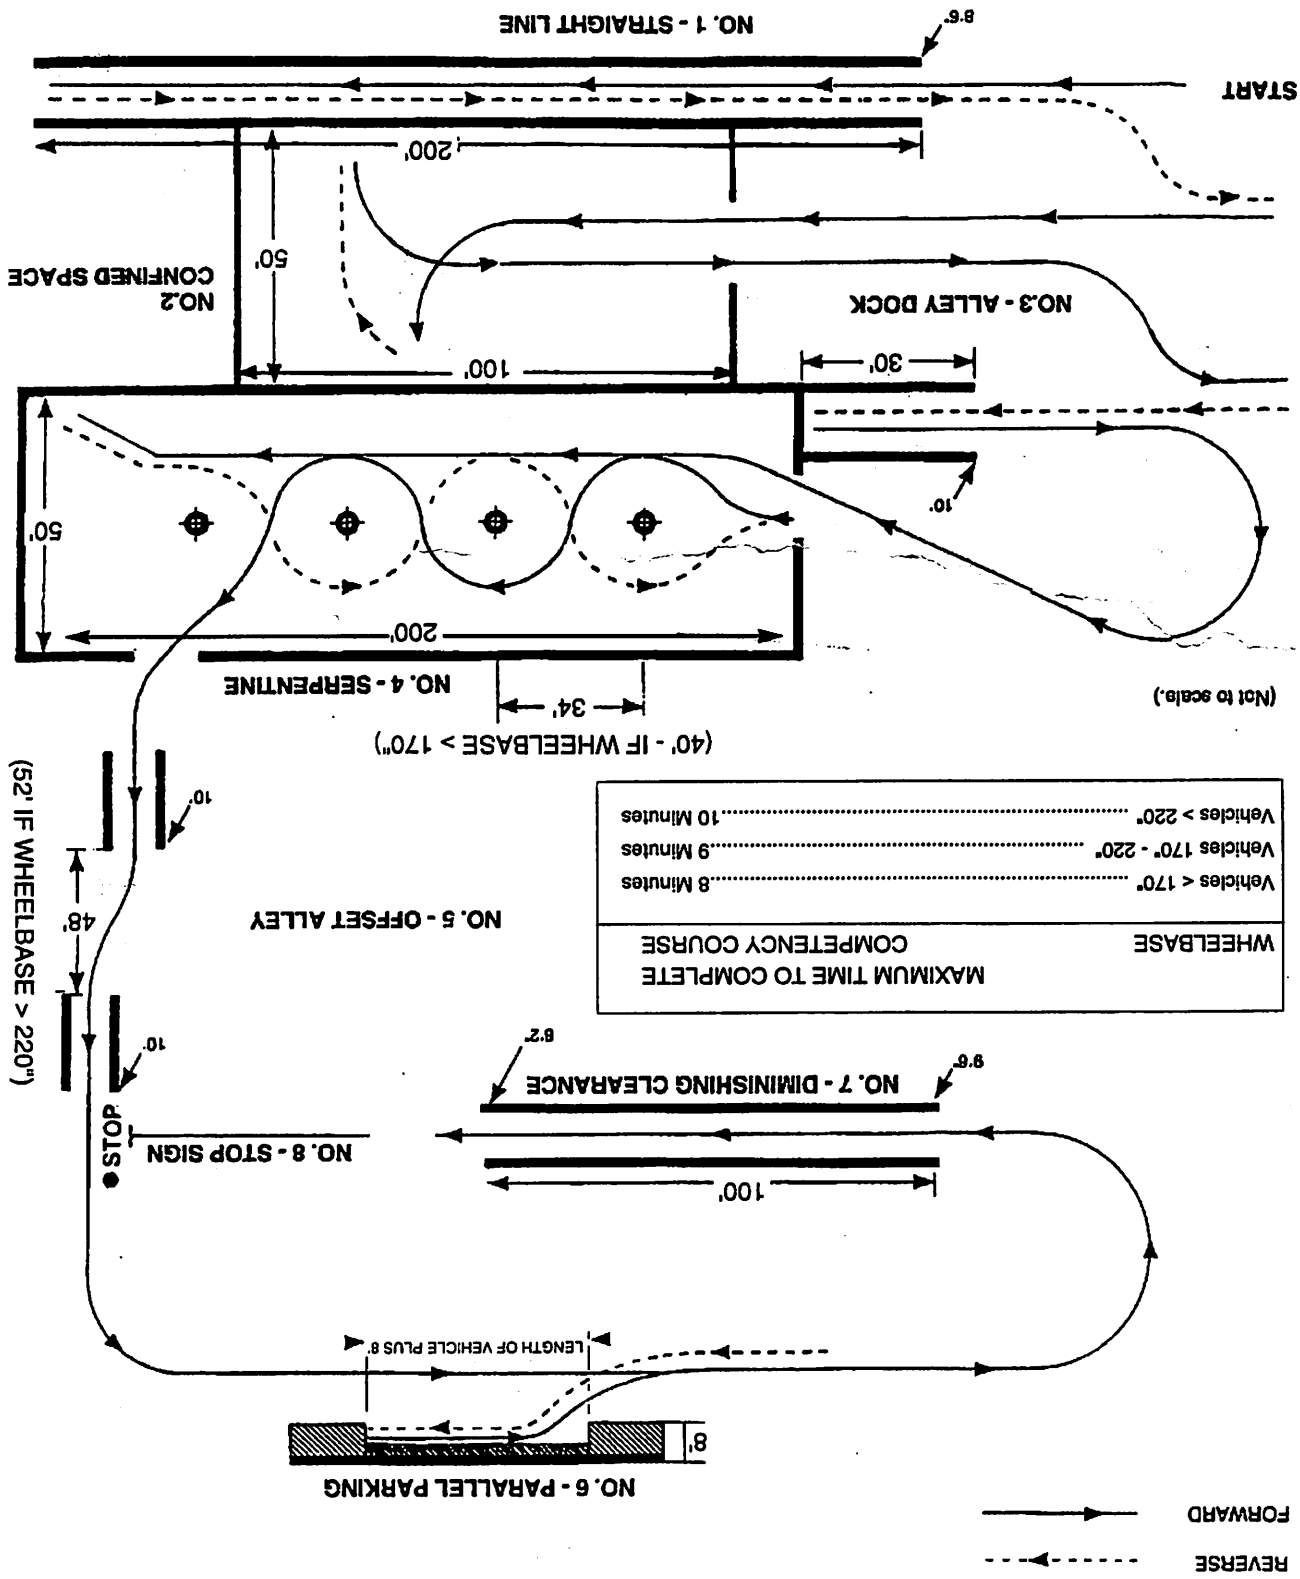 REVERSE
FORWARD
NO. 6 - PARALLEL PARKING
8'
LENGTH OF VEHICLE PLUS 8'
100'
NO. 8 - STOP SIGN
STOP
NO. 7 - DIMINISHING CLEARANCE
9'6"
8'2"
10'
MAXIMUM TIME TO COMPLETE
WHEELBASE COMPETENCY COURSE
Vehicles < 170" 8 Minutes
Vehicles 170" - 220" 9 Minutes
Vehicles > 220" 10 Minutes
NO. 5 - OFFSET ALLEY
48'
(52' IF WHEELBASE > 220")
10'
(40' - IF WHEELBASE > 170")
34'
(Not to scale.)
NO. 4 - SERPENTINE
200'
50'
10'
30'
100'
NO.3 - ALLEY DOCK
NO.2
CONFINED SPACE
50'
200'
START
8'6"
NO. 1 - STRAIGHT LINE